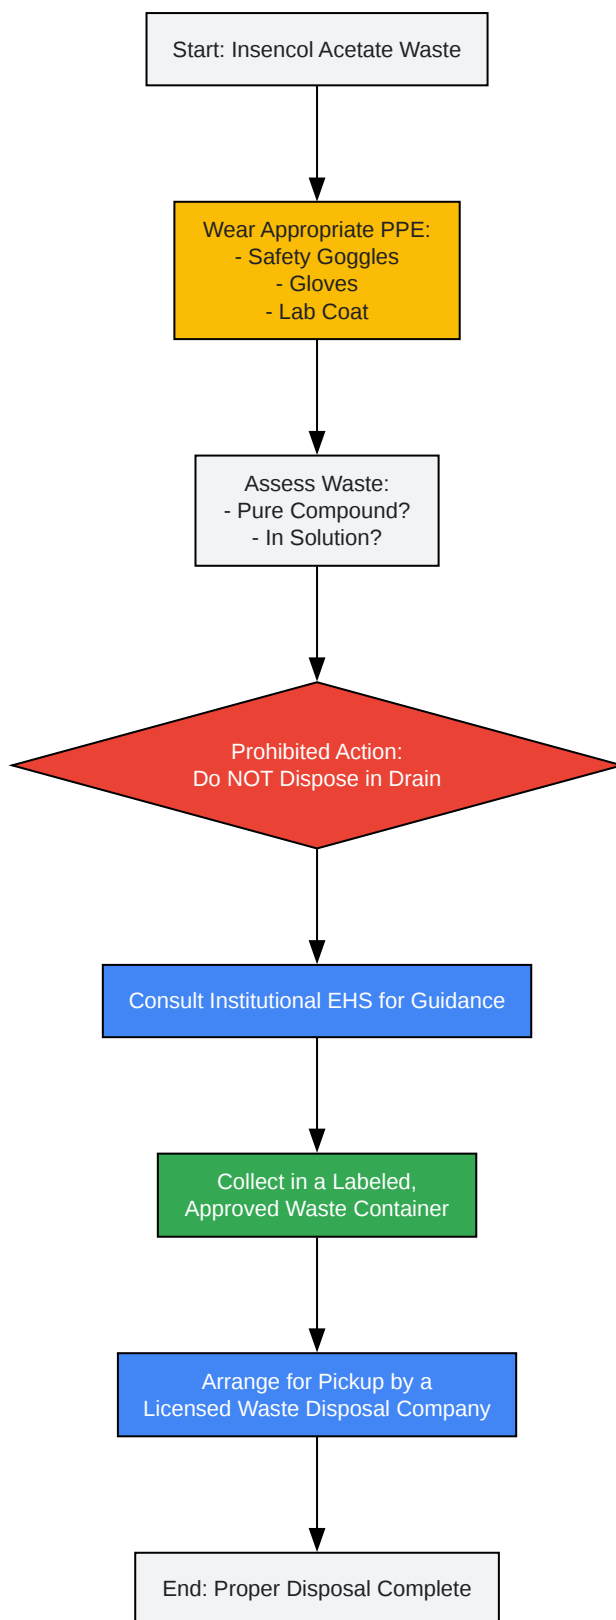 Start: Insencol Acetate Waste
Wear Appropriate PPE:
- Safety Goggles
- Gloves
- Lab Coat
Assess Waste:
- Pure Compound?
- In Solution?
Prohibited Action:
Do NOT Dispose in Drain
Consult Institutional EHS for Guidance
Collect in a Labeled,
Approved Waste Container
Arrange for Pickup by a
Licensed Waste Disposal Company
End: Proper Disposal Complete